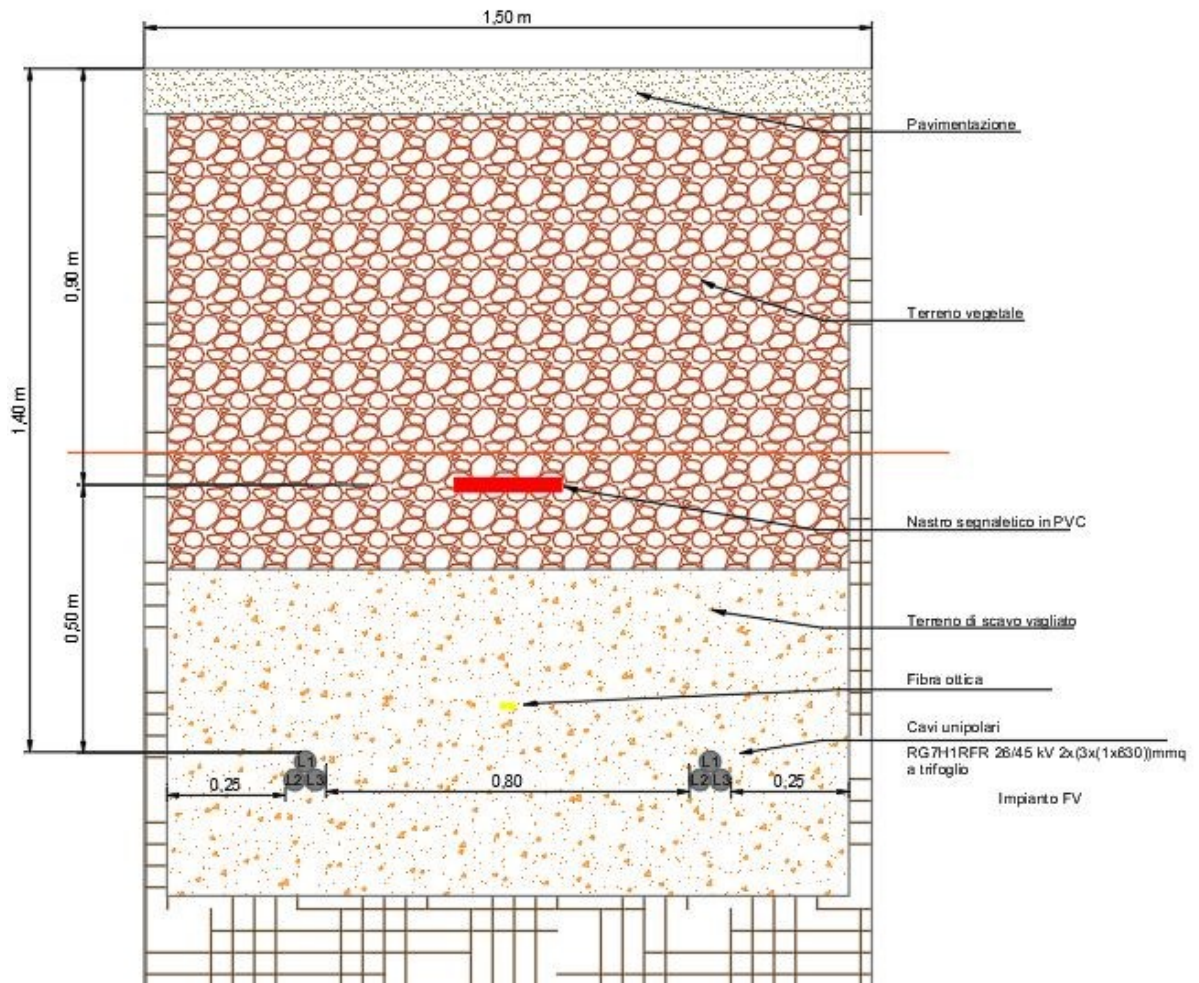 1,50 m
Pavimentazione
0,90 m
Terreno vegetale
1,40 m
Nastro segnaletico in PVC
0,50 m
Terreno di scavo vagliato
Fibra ottica
Cavi unipolari
RG7H1RFR 26/45 kV 2x(3x(1x630))mmq
a trifoglio
L1
L2 L3
L1
L2 L3
0,25
0,80
0,25
Impianto FV